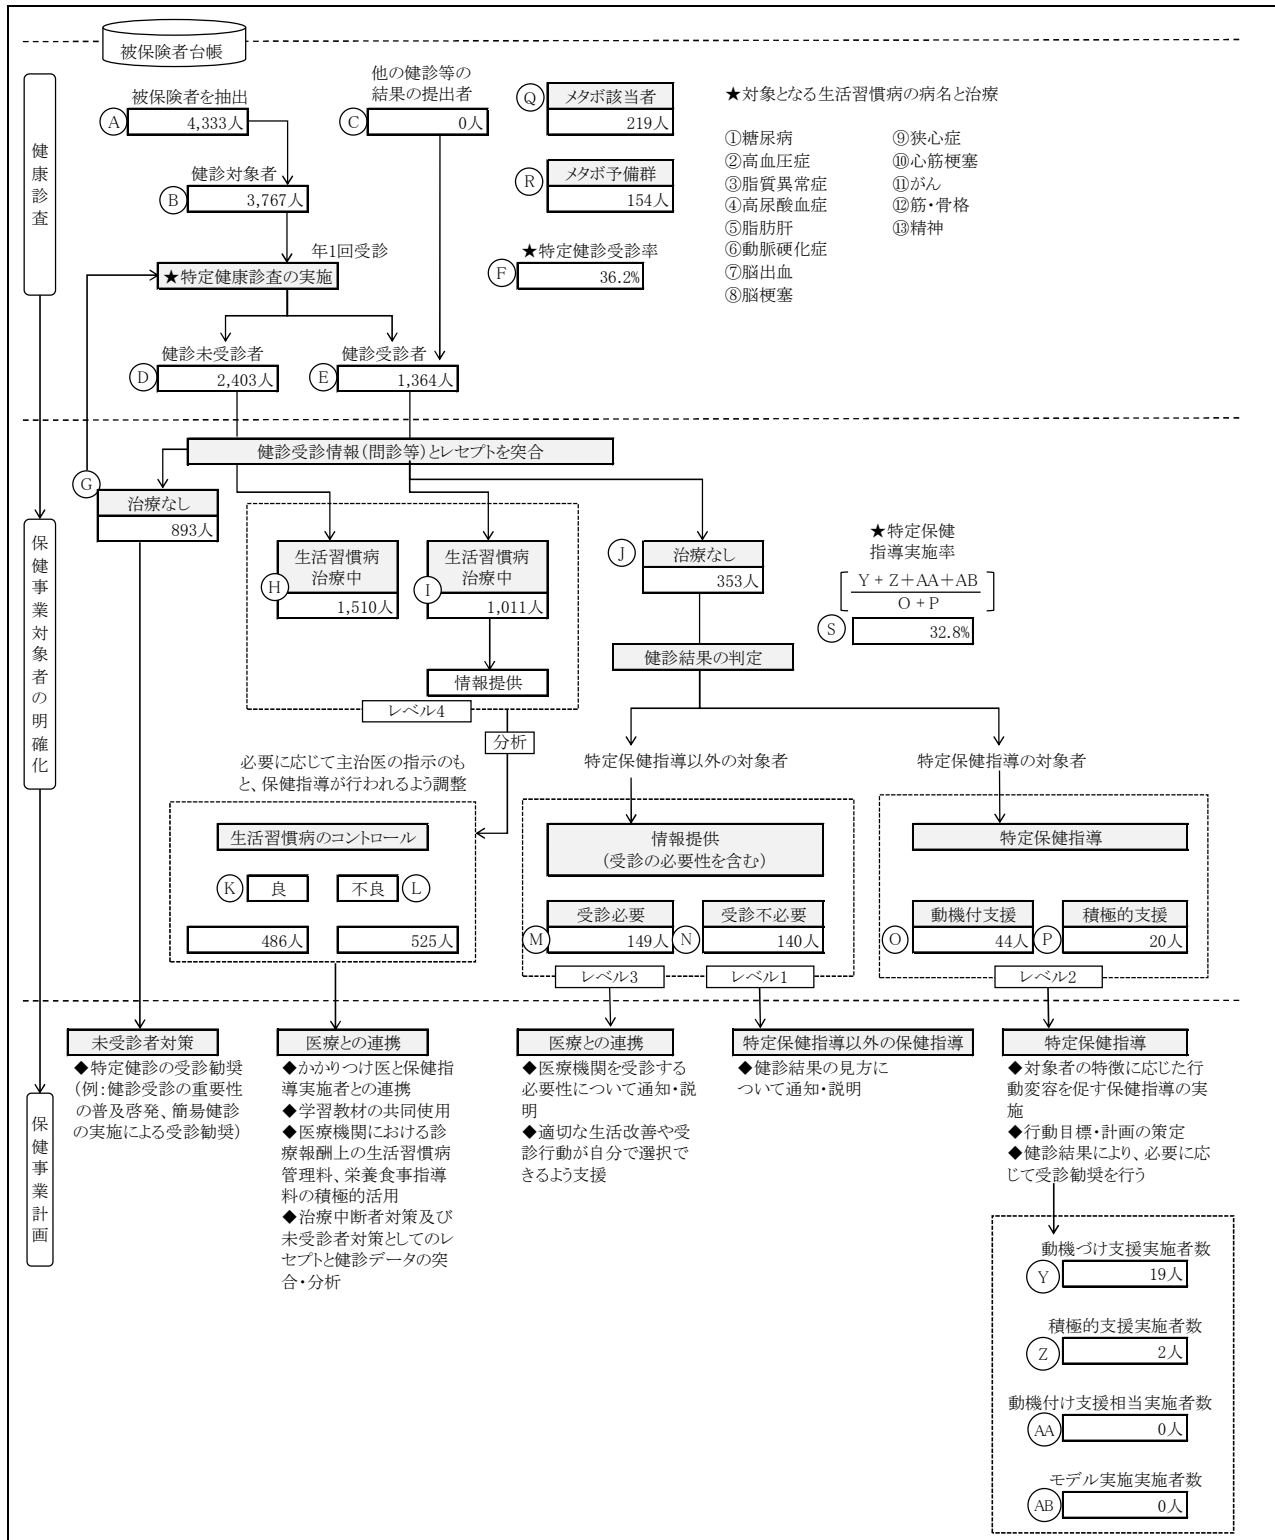 被保険者台帳
健康診査
被保険者を抽出
A
4,333人
他の健診等の
結果の提出者
C
0人
Q
メタボ該当者
219人
健診対象者
B
3,767人
R
メタボ予備群
154人
年1回受診
★特定健康診査の実施
★特定健診受診率
F
36.2%
★対象となる生活習慣病の病名と治療
①糖尿病
②高血圧症
③脂質異常症
④高尿酸血症
⑤脂肪肝
⑥動脈硬化症
⑦脳出血
⑧脳梗塞
⑨狭心症
⑩心筋梗塞
⑪がん
⑫筋・骨格
⑬精神
健診未受診者
D
2,403人
健診受診者
E
1,364人
保健事業対象者の明確化
健診受診情報(問診等)とレセプトを突合
G
治療なし
893人
生活習慣病
治療中
H
1,510人
生活習慣病
治療中
I
1,011人
情報提供
レベル4
分析
J
治療なし
353人
健診結果の判定
★特定保健
指導実施率
Y + Z+AA+AB
O + P
S
32.8%
必要に応じて主治医の指示のも
と、保健指導が行われるよう調整
特定保健指導以外の対象者
特定保健指導の対象者
生活習慣病のコントロール
K
良
不良
L
486人
525人
情報提供
(受診の必要性を含む)
受診必要
M
149人
受診不必要
N
140人
レベル3
レベル1
特定保健指導
動機付支援
O
44人
積極的支援
P
20人
レベル2
保健事業計画
未受診者対策
◆特定健診の受診勧奨
(例:健診受診の重要性
の普及啓発、簡易健診
の実施による受診勧奨)
医療との連携
◆かかりつけ医と保健指
導実施者との連携
◆学習教材の共同使用
◆医療機関における診
療報酬上の生活習慣病
管理料、栄養食事指導
料の積極的活用
◆治療中断者対策及び
未受診者対策としてのレ
セプトと健診データの突
合・分析
医療との連携
◆医療機関を受診する
必要性について通知・説
明
◆適切な生活改善や受
診行動が自分で選択で
きるよう支援
特定保健指導以外の保健指導
◆健診結果の見方に
ついて通知・説明
特定保健指導
◆対象者の特徴に応じた行
動変容を促す保健指導の実
施
◆行動目標・計画の策定
◆健診結果により、必要に応
じて受診勧奨を行う
動機づけ支援実施者数
Y
19人
積極的支援実施者数
Z
2人
動機付け支援相当実施者数
AA
0人
モデル実施実施者数
AB
0人